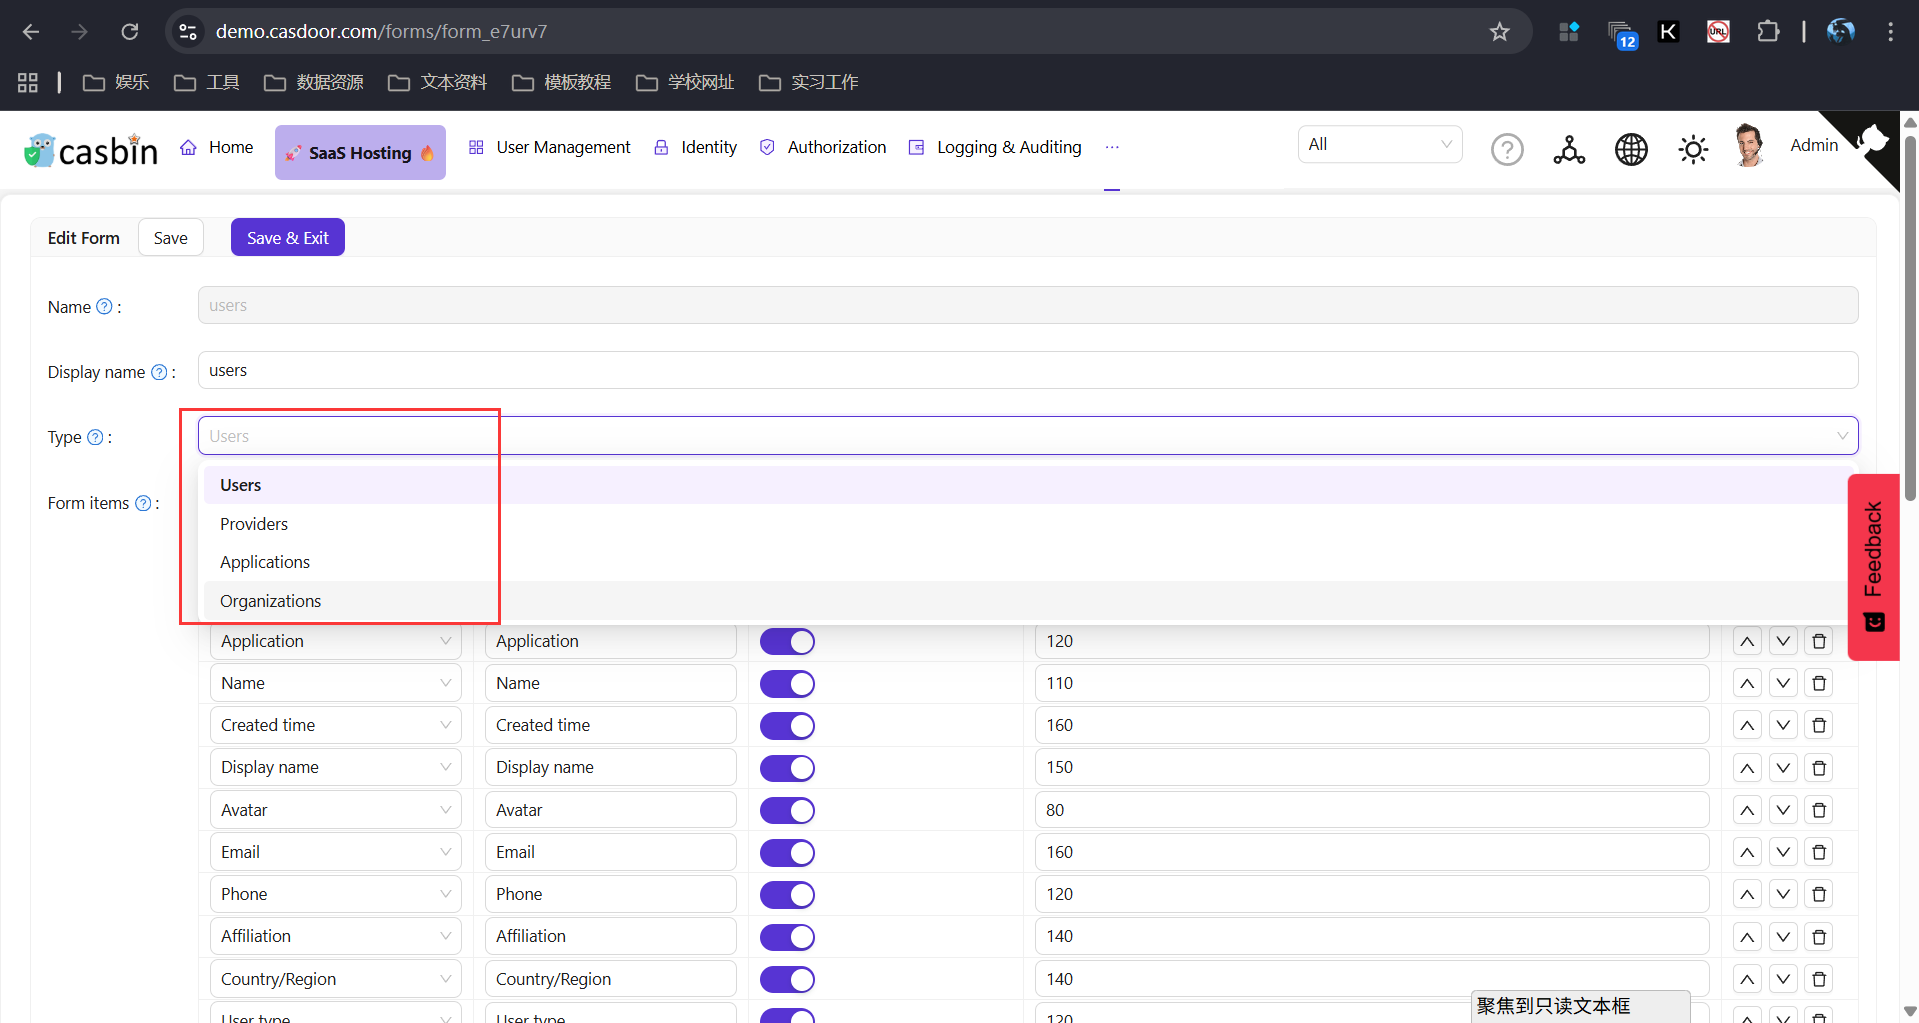 demo.casdoor.com/forms/form_e7urv7
12
K
URL
娱乐
工具
数据资源
文本资料
模板教程
学校网址
实习工作
casbin
Home
SaaS Hosting
User Management
Identity
Authorization
Logging & Auditing
...
All
Admin
Edit Form
Save
Save & Exit
Name ? :
users
Display name ? :
users
Type ? :
Users
Users
Form items ? :
Providers
Applications
Organizations
Feedback
Application Application 120
Name Name 110
Created time Created time 160
Display name Display name 150
Avatar Avatar 80
Email Email 160
Phone Phone 120
Affiliation Affiliation 140
Country/Region Country/Region 140
User type User type 120
聚焦到只读文本框